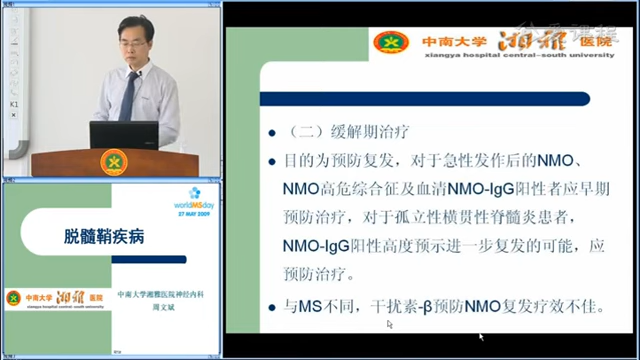 中南大学 湘雅 医院
xiangya hospital central-south university
（二）缓解期治疗
目的为预防复发，对于急性发作后的NMO、
NMO高危综合征及血清NMO-IgG阳性者应早期
预防治疗，对于孤立性横贯性脊髓炎患者，
NMO-IgG阳性高度预示进一步复发的可能，应
预防治疗。
与MS不同，干扰素-β预防NMO复发疗效不佳。
K1
worldMSday
27 MAY 2009
脱髓鞘疾病
中南大学 湘雅 医院
中南大学湘雅医院神经内科
周文斌